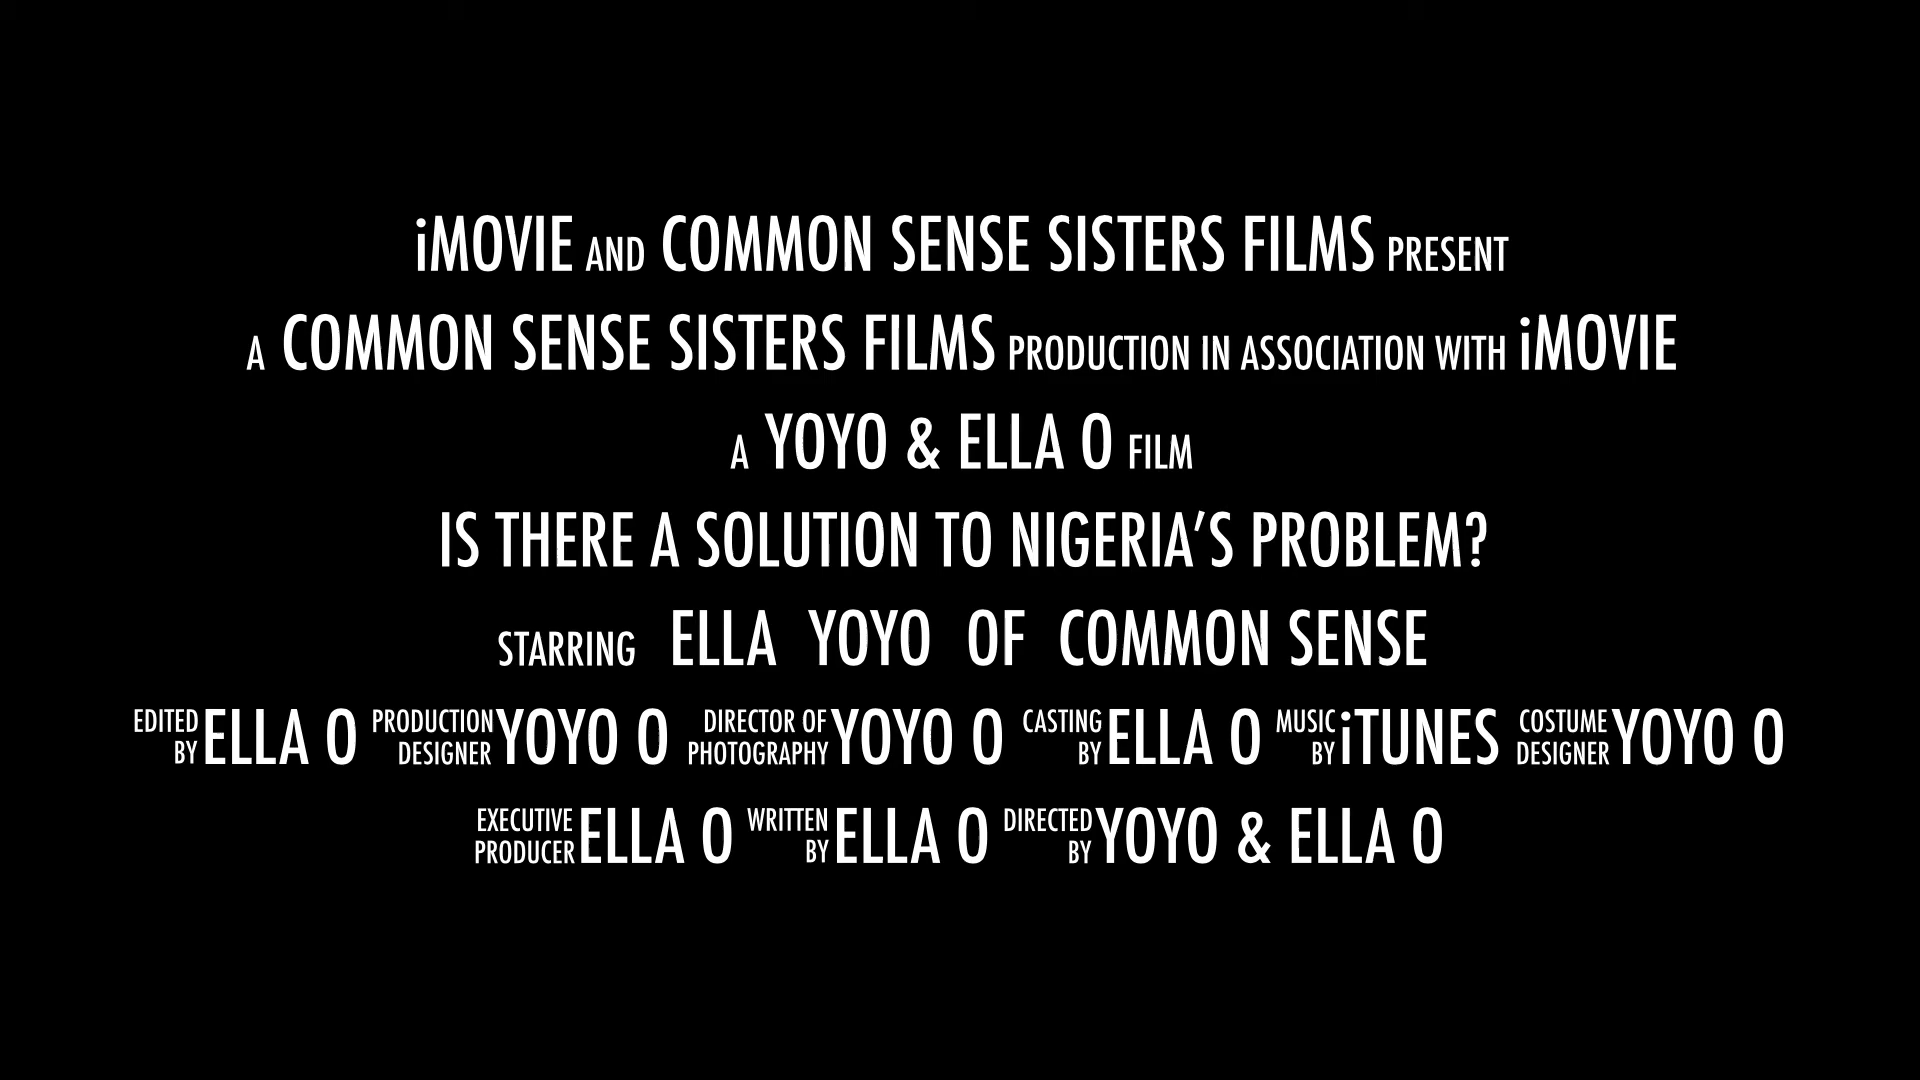 iMOVIE AND COMMON SENSE SISTERS FILMS PRESENT
A COMMON SENSE SISTERS FILMS PRODUCTION IN ASSOCIATION WITH iMOVIE
A YOYO & ELLA O FILM
IS THERE A SOLUTION TO NIGERIA'S PROBLEM?
STARRING ELLA YOYO OF COMMON SENSE
EDITED BY ELLA O PRODUCTION DESIGNER YOYO O DIRECTOR OF PHOTOGRAPHY YOYO O CASTING BY ELLA O MUSIC BY iTUNES COSTUME DESIGNER YOYO O
EXECUTIVE PRODUCER ELLA O WRITTEN BY ELLA O DIRECTED BY YOYO & ELLA O